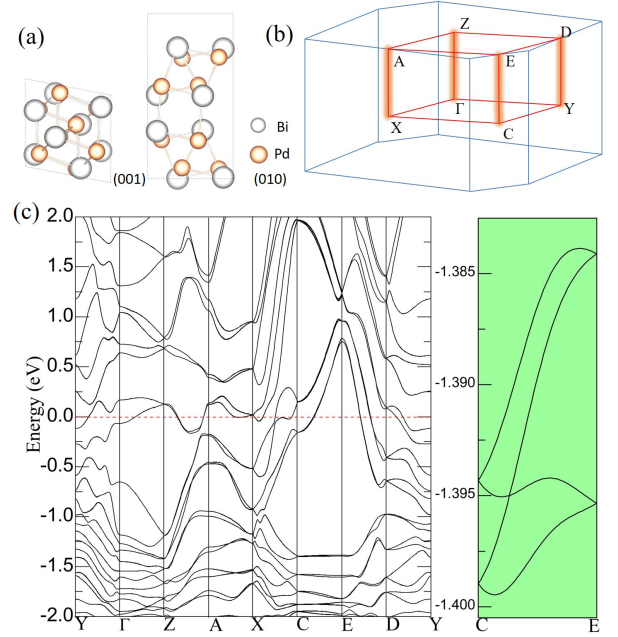 (a)
(001)
(010)
Bi
Pd
(b)
Z
D
A
E
Γ
Y
X
C
(c)
Energy (eV)
2.0
1.5
1.0
0.5
0.0
-0.5
-1.0
-1.5
-2.0
Y Γ Z A X C E D Y
-1.385
-1.390
-1.395
-1.400
C E